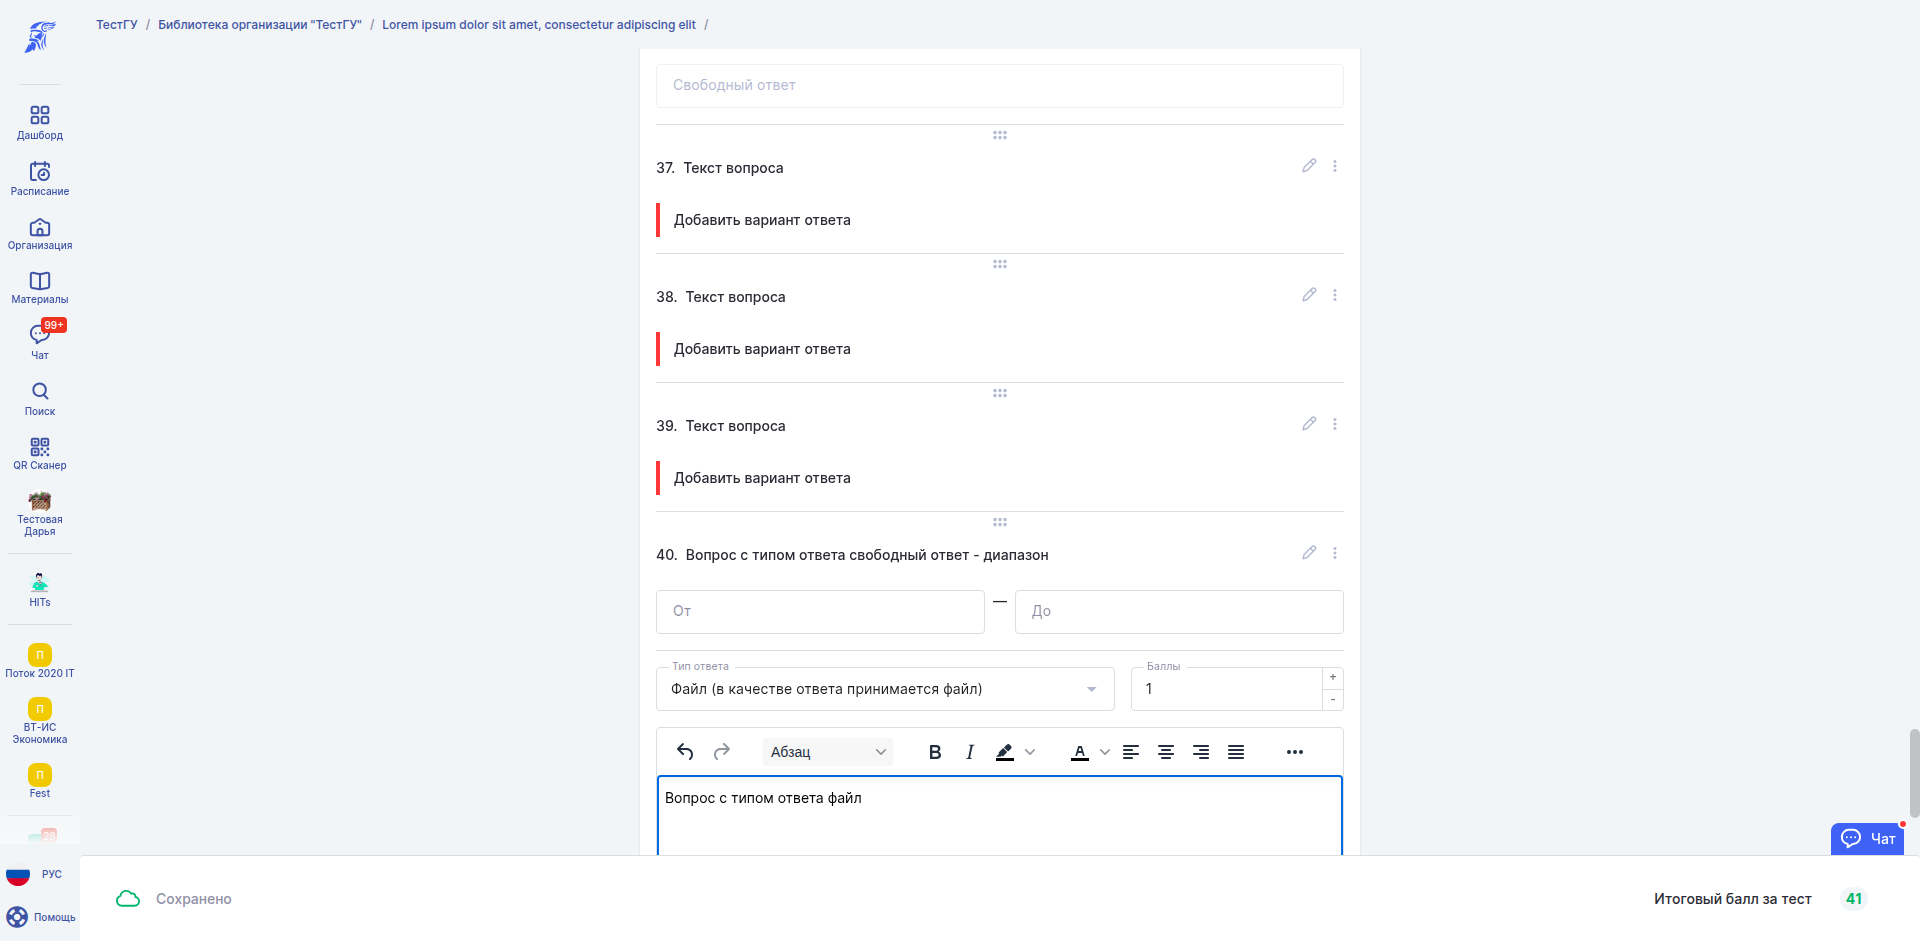 ТестГУ / Библиотека организации "ТестГУ" / Lorem ipsum dolor sit amet, consectetur adipiscing elit /
Дашборд
Расписание
Организация
Материалы
99+
Чат
Поиск
QR Сканер
Тестовая
Дарья
HITs
П
Поток 2020 IT
П
ВТ-ИС
Экономика
П
Fest
28
РУС
Помощь
Свободный ответ
37. Текст вопроса
Добавить вариант ответа
38. Текст вопроса
Добавить вариант ответа
39. Текст вопроса
Добавить вариант ответа
40. Вопрос с типом ответа свободный ответ - диапазон
От — До
Тип ответа
Файл (в качестве ответа принимается файл)
Баллы
1
+
-
Абзац
B I A
Вопрос с типом ответа файл
Чат
Сохранено
Итоговый балл за тест 41